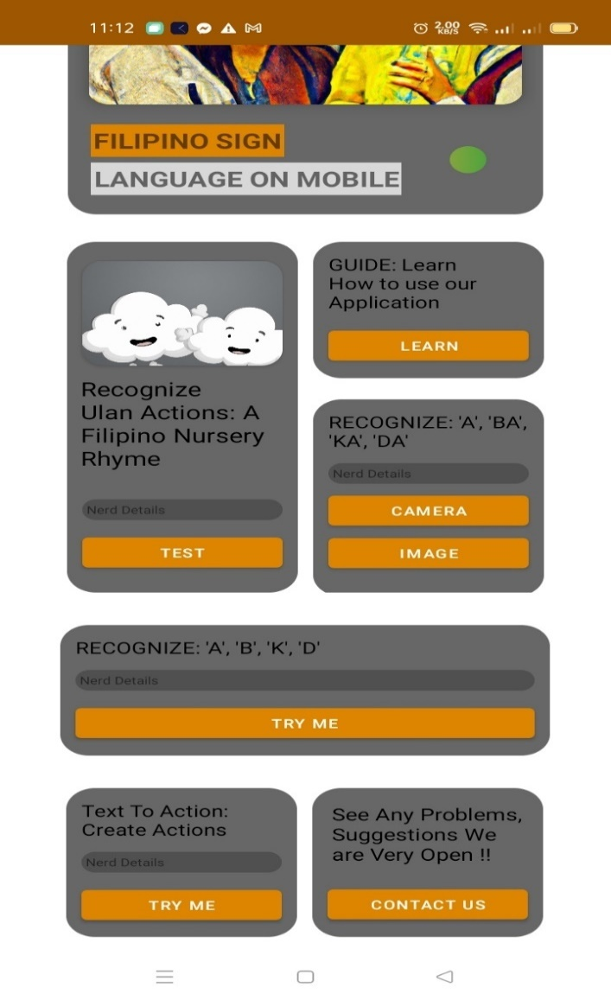 11:12
2.00
KB/S
FILIPINO SIGN
LANGUAGE ON MOBILE
Recognize
Ulan Actions: A
Filipino Nursery
Rhyme
Nerd Details
TEST
GUIDE: Learn
How to use our
Application
LEARN
RECOGNIZE: 'A', 'BA',
'KA', 'DA'
Nerd Details
CAMERA
IMAGE
RECOGNIZE: 'A', 'B', 'K', 'D'
Nerd Details
TRY ME
Text To Action:
Create Actions
Nerd Details
TRY ME
See Any Problems,
Suggestions We
are Very Open !!
CONTACT US